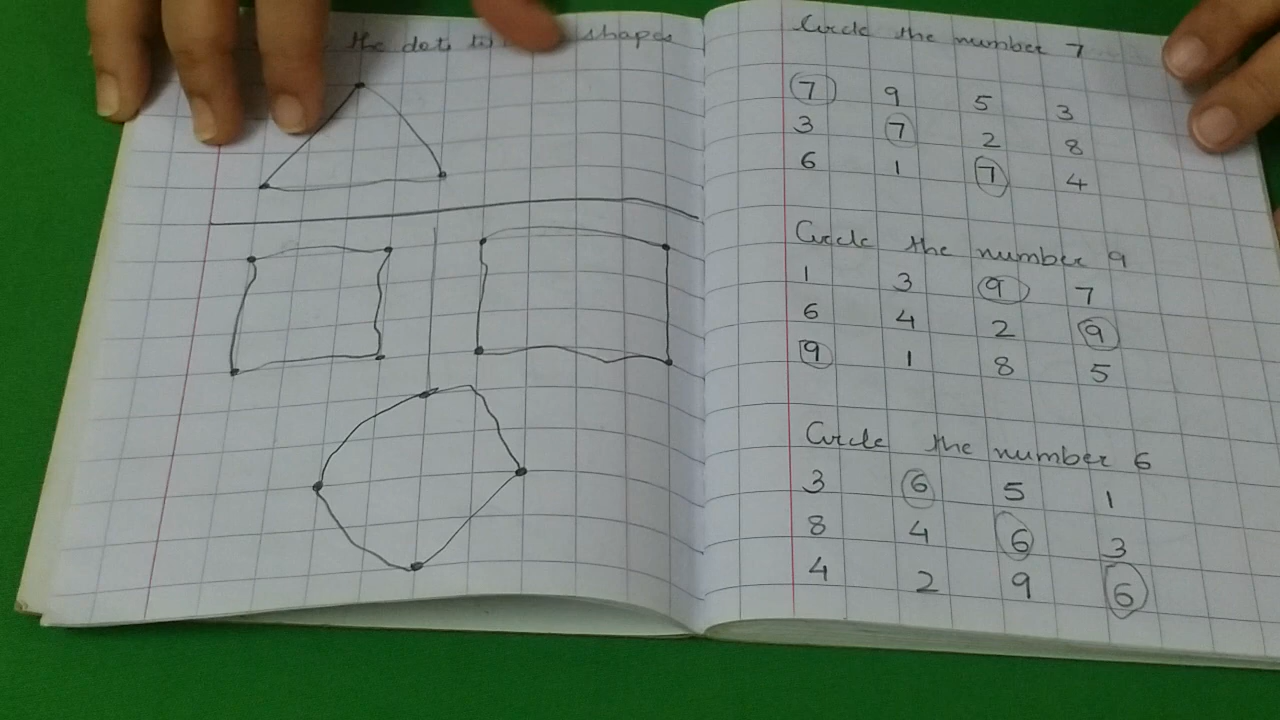 the dots shapes
Circle the number 7
7 9 5 3
3 7 2 8
6 1 7 4
Circle the number 9
1 3 9 7
6 4 2 9
9 1 8 5
Circle the number 6
3 6 5 1
8 4 6 3
4 2 9 6